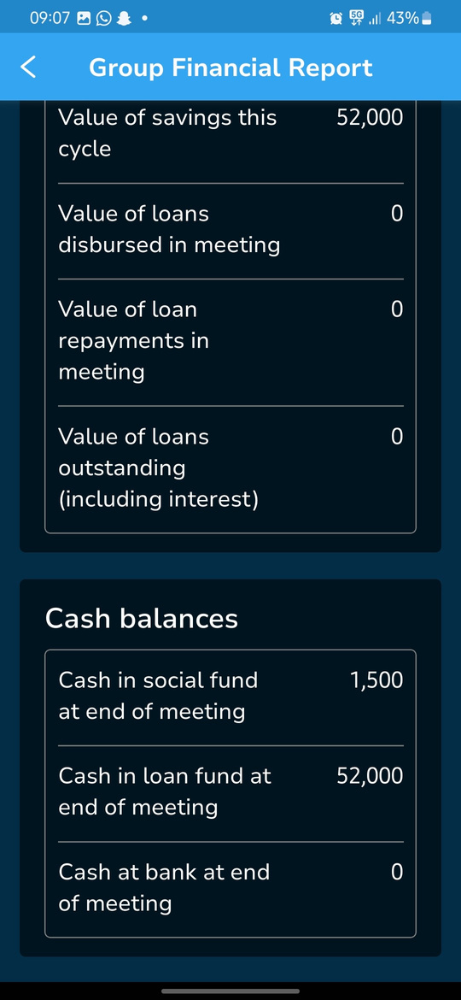 09:07 5G 43%
Group Financial Report
Value of savings this 52,000
cycle
Value of loans 0
disbursed in meeting
Value of loan 0
repayments in
meeting
Value of loans 0
outstanding
(including interest)
Cash balances
Cash in social fund 1,500
at end of meeting
Cash in loan fund at 52,000
end of meeting
Cash at bank at end 0
of meeting